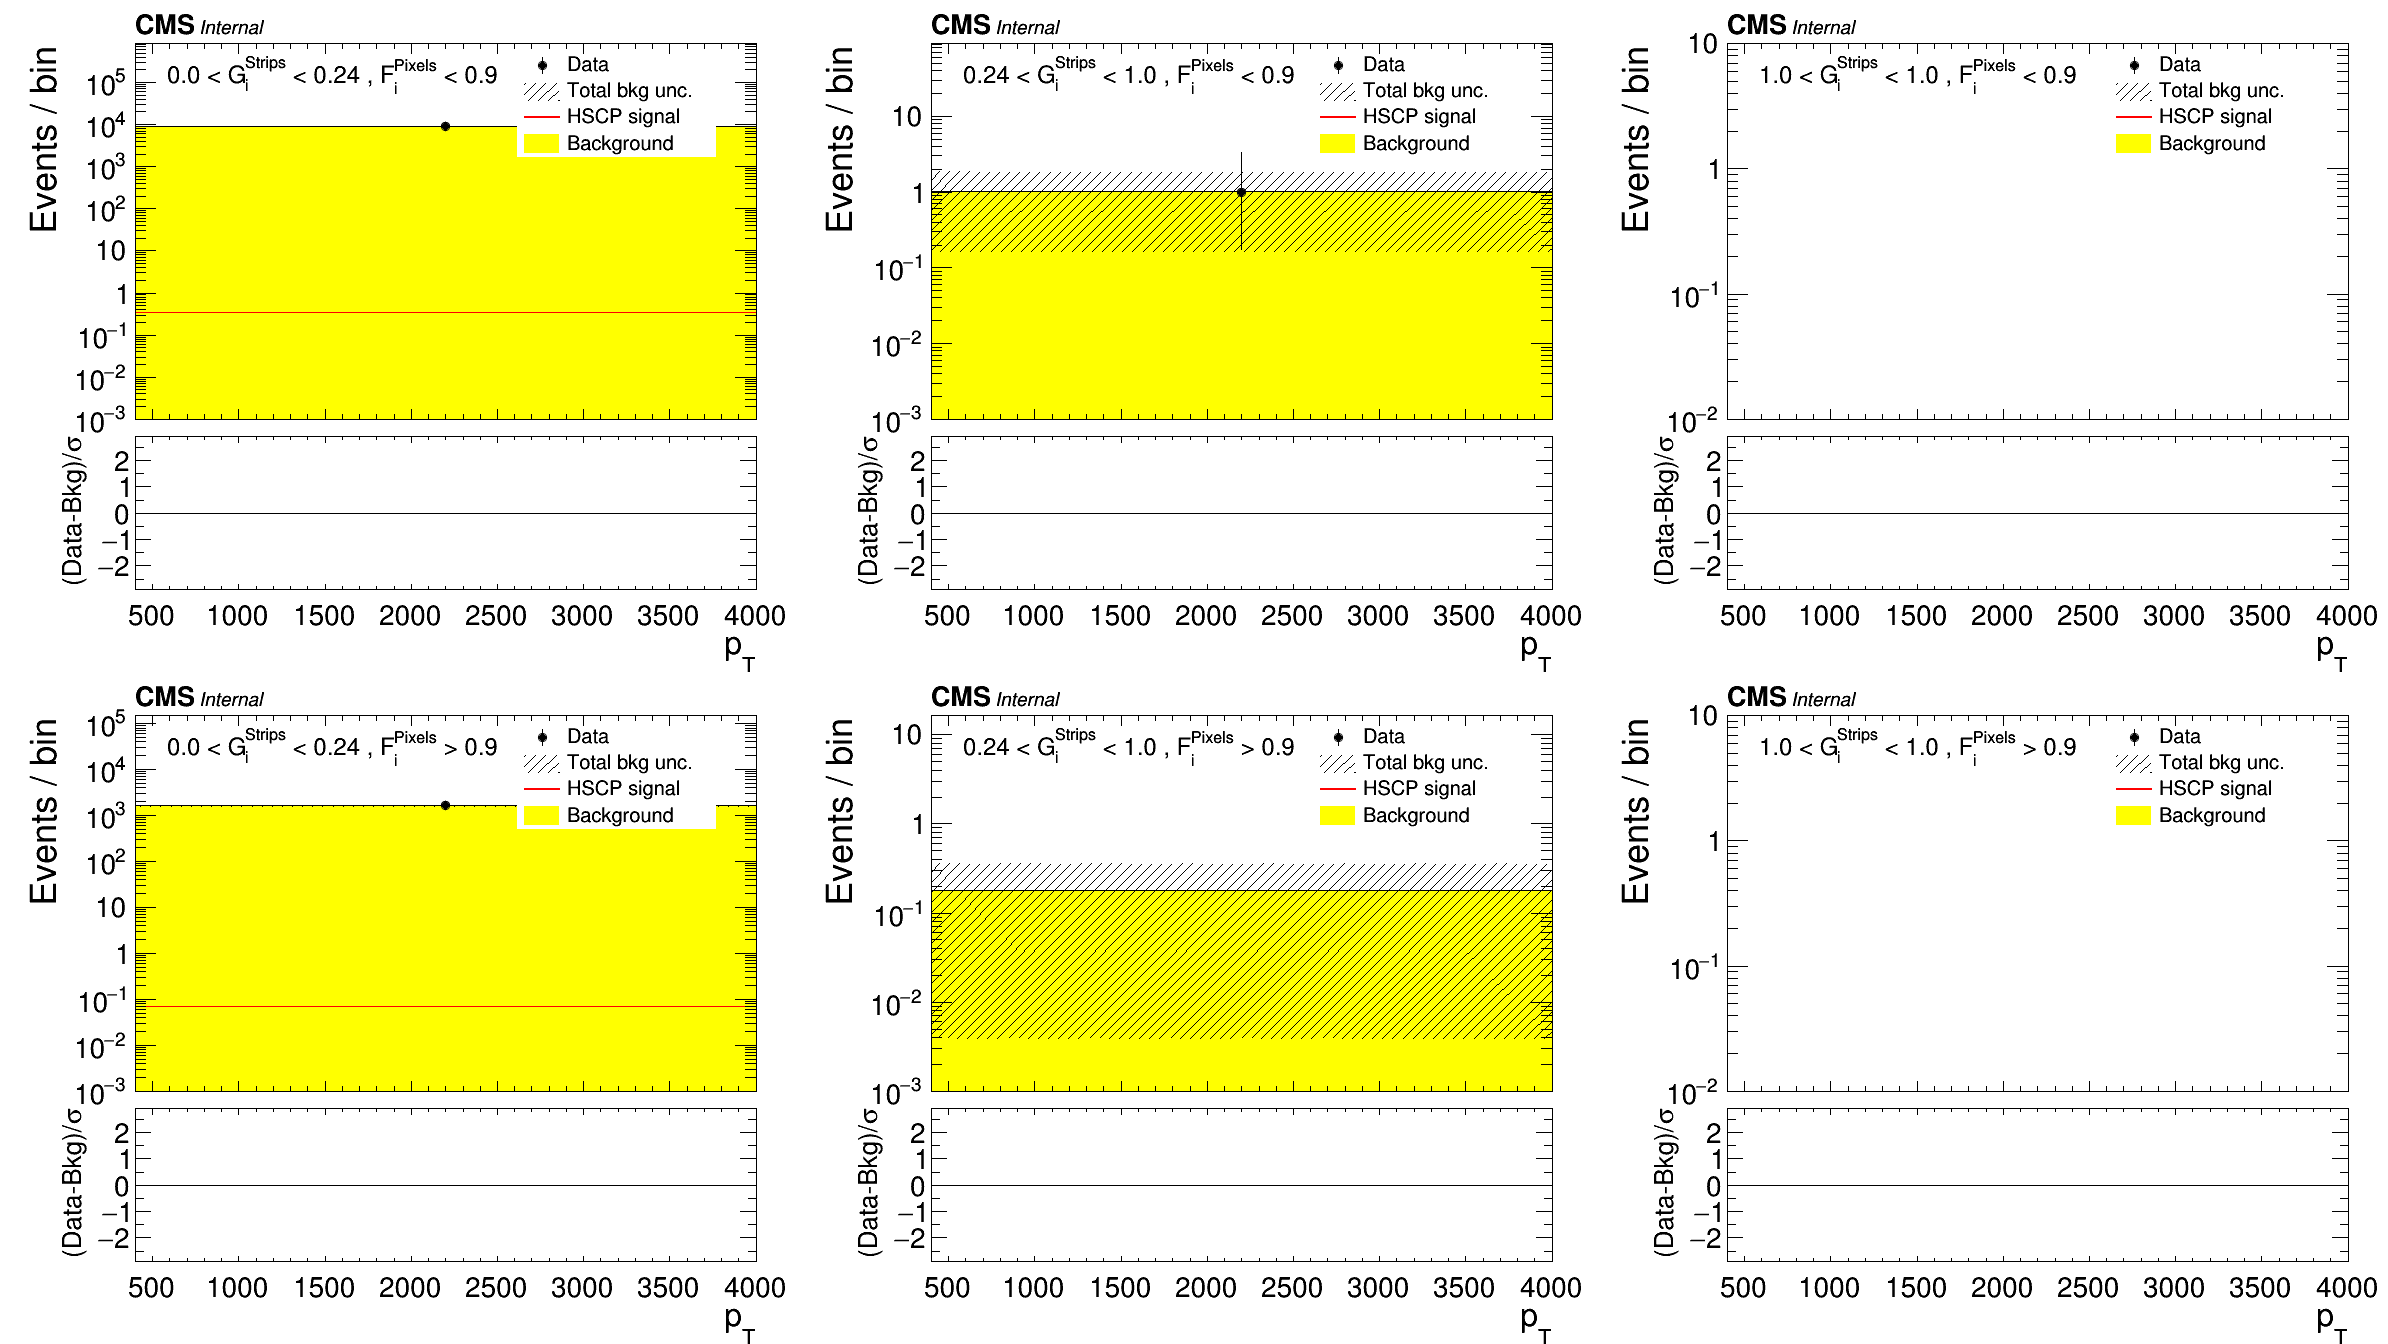 CMS Internal
Events / bin
0.0 < G_i^Strips < 0.24 , F_i^Pixels < 0.9
Data
Total bkg unc.
HSCP signal
Background
10^5
10^4
10^3
10^2
10
1
10^−1
10^−2
10^−3
(Data-Bkg)/σ
2
1
0
−1
−2
500 1000 1500 2000 2500 3000 3500 4000
p_T
CMS Internal
Events / bin
0.24 < G_i^Strips < 1.0 , F_i^Pixels < 0.9
Data
Total bkg unc.
HSCP signal
Background
10
1
10^−1
10^−2
10^−3
(Data-Bkg)/σ
2
1
0
−1
−2
500 1000 1500 2000 2500 3000 3500 4000
p_T
CMS Internal
Events / bin
1.0 < G_i^Strips < 1.0 , F_i^Pixels < 0.9
Data
Total bkg unc.
HSCP signal
Background
10
1
10^−1
10^−2
(Data-Bkg)/σ
2
1
0
−1
−2
500 1000 1500 2000 2500 3000 3500 4000
p_T
CMS Internal
Events / bin
0.0 < G_i^Strips < 0.24 , F_i^Pixels > 0.9
Data
Total bkg unc.
HSCP signal
Background
10^5
10^4
10^3
10^2
10
1
10^−1
10^−2
10^−3
(Data-Bkg)/σ
2
1
0
−1
−2
500 1000 1500 2000 2500 3000 3500 4000
p_T
CMS Internal
Events / bin
0.24 < G_i^Strips < 1.0 , F_i^Pixels > 0.9
Data
Total bkg unc.
HSCP signal
Background
10
1
10^−1
10^−2
10^−3
(Data-Bkg)/σ
2
1
0
−1
−2
500 1000 1500 2000 2500 3000 3500 4000
p_T
CMS Internal
Events / bin
1.0 < G_i^Strips < 1.0 , F_i^Pixels > 0.9
Data
Total bkg unc.
HSCP signal
Background
10
1
10^−1
10^−2
(Data-Bkg)/σ
2
1
0
−1
−2
500 1000 1500 2000 2500 3000 3500 4000
p_T